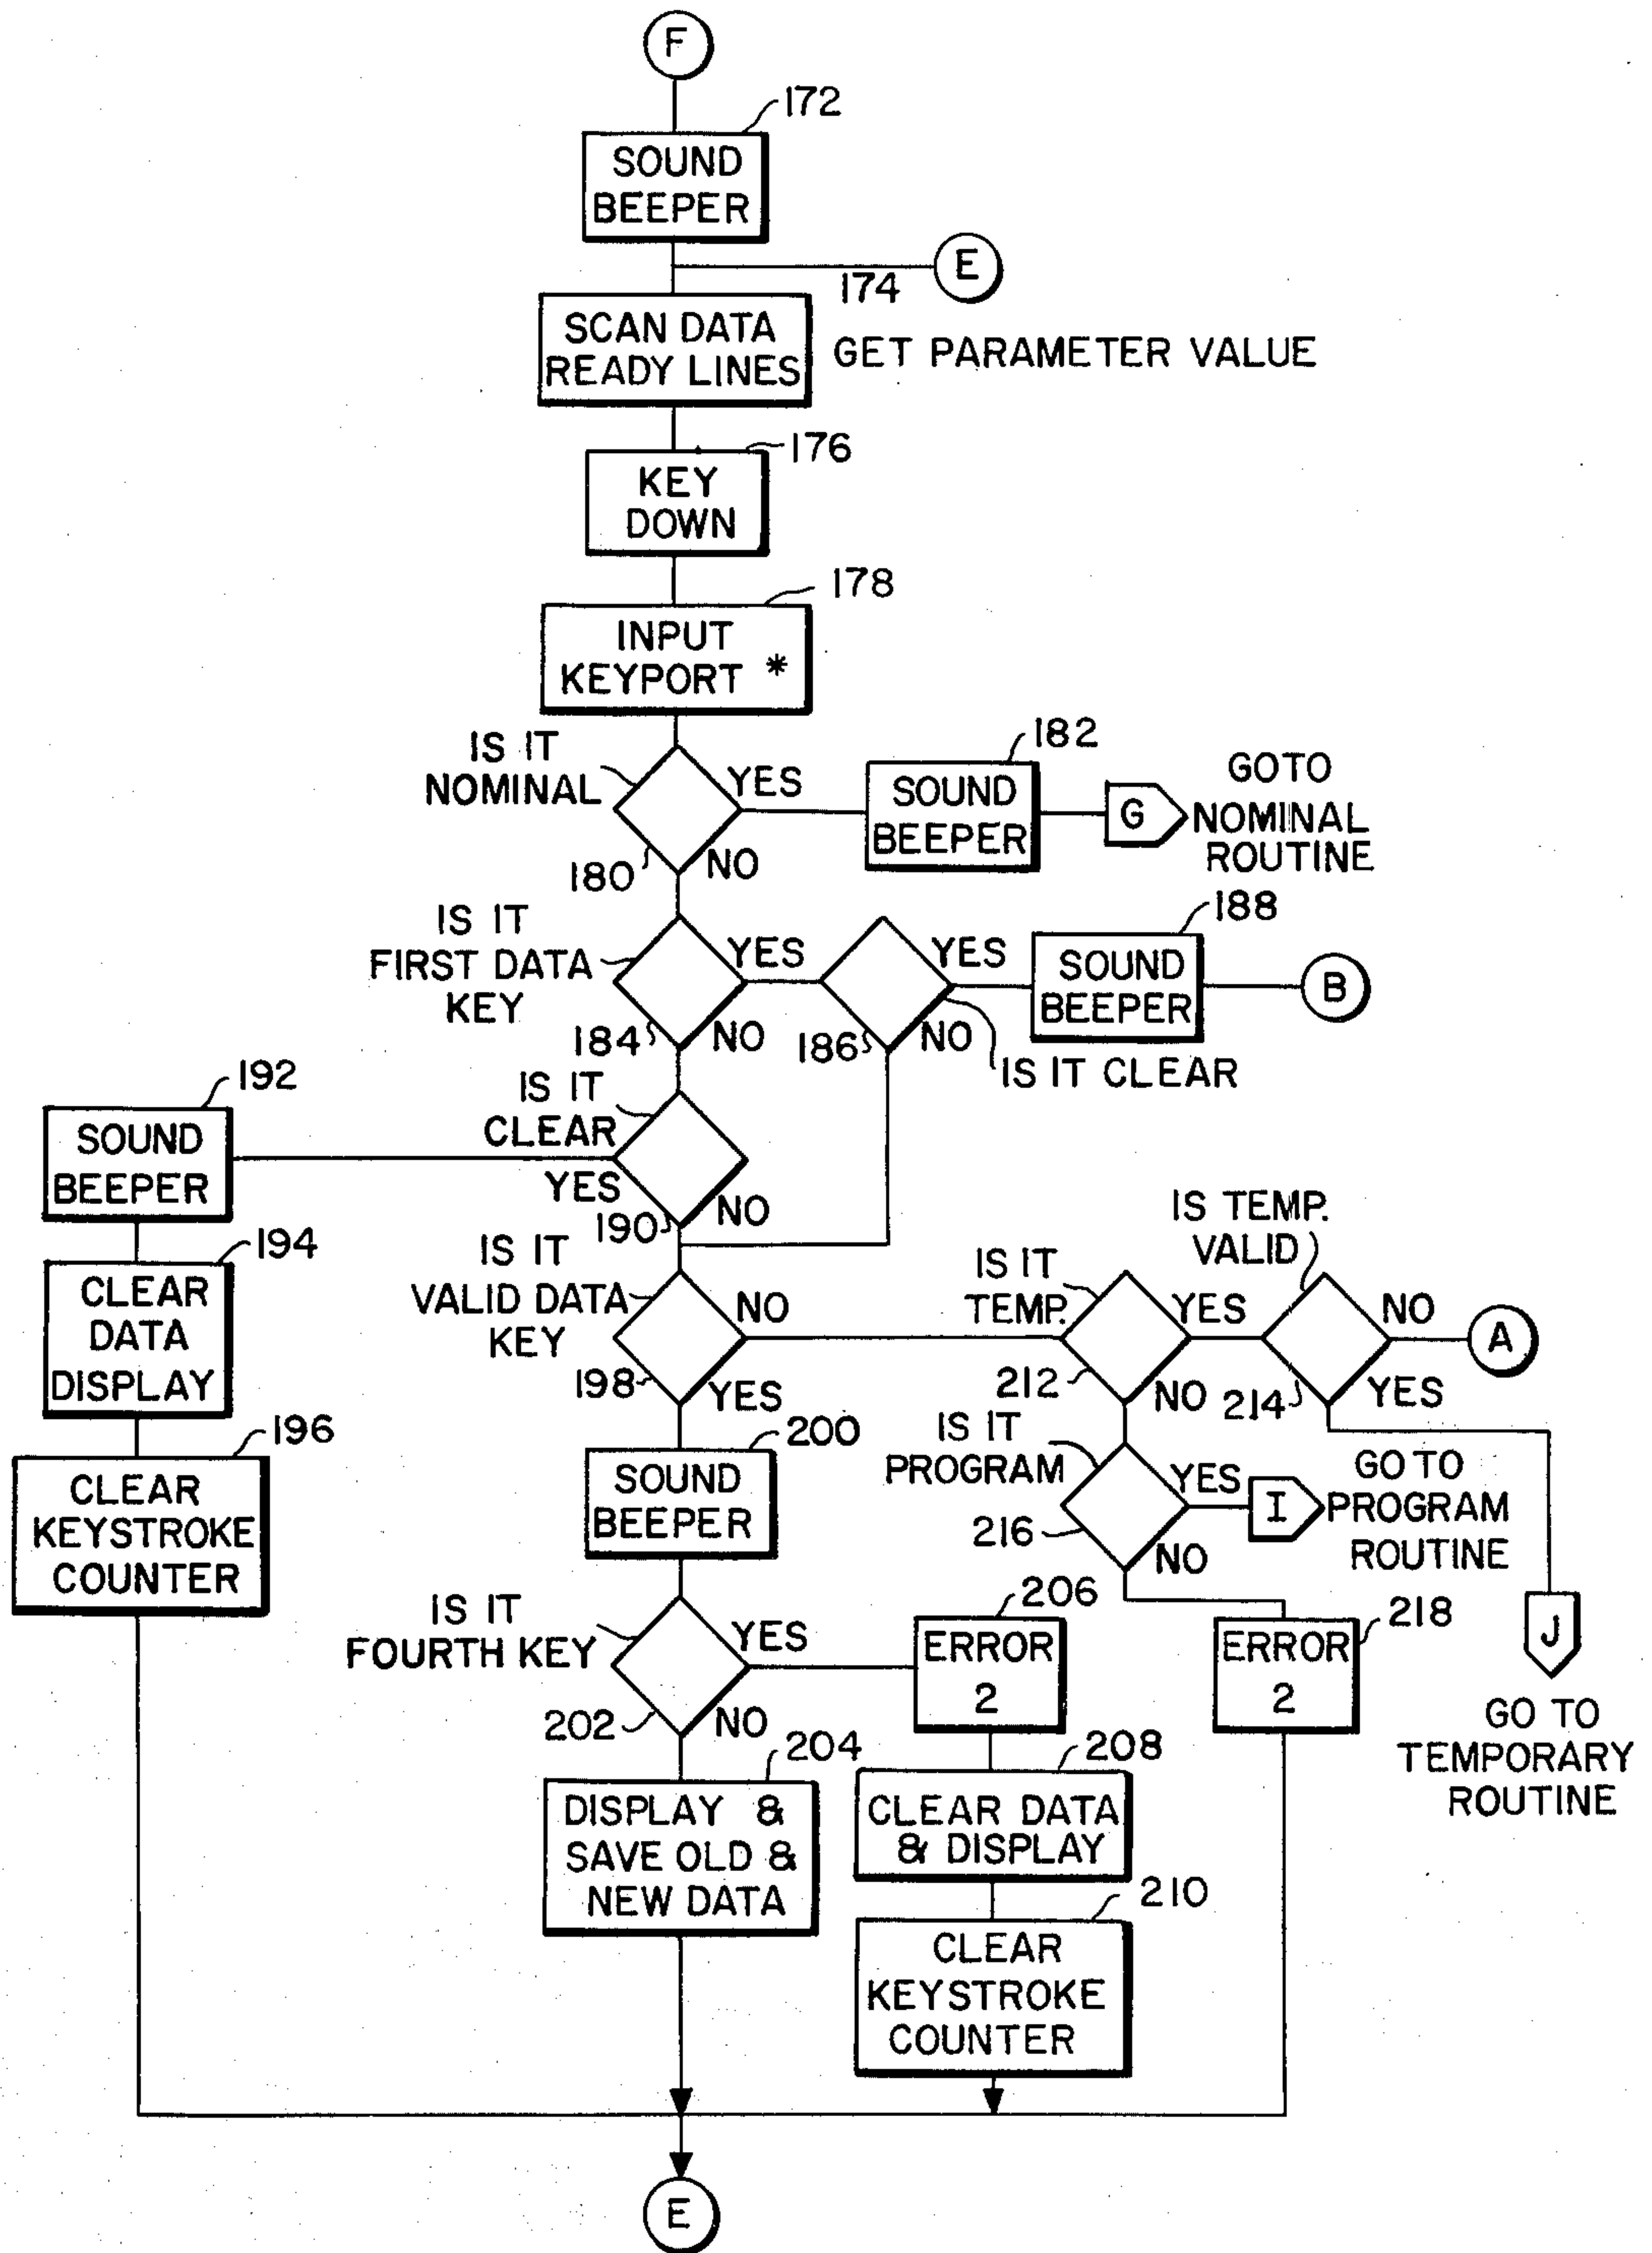 F
172
SOUND
BEEPER
E
174
SCAN DATA
READY LINES
GET PARAMETER VALUE
176
KEY
DOWN
178
INPUT
KEYPORT *
IS IT
NOMINAL
YES
NO
180
182
SOUND
BEEPER
G
GOTO
NOMINAL
ROUTINE
IS IT
FIRST DATA
KEY
YES
NO
184
YES
NO
186
IS IT CLEAR
188
SOUND
BEEPER
B
IS IT
CLEAR
YES
NO
190
192
SOUND
BEEPER
194
CLEAR
DATA
DISPLAY
196
CLEAR
KEYSTROKE
COUNTER
IS IT
VALID DATA
KEY
NO
YES
198
IS IT
TEMP.
YES
NO
212
IS TEMP.
VALID
NO
YES
214
A
200
SOUND
BEEPER
IS IT
PROGRAM
YES
NO
216
I
GO TO
PROGRAM
ROUTINE
IS IT
FOURTH KEY
YES
NO
202
206
ERROR
2
218
ERROR
2
J
GO TO
TEMPORARY
ROUTINE
204
DISPLAY &
SAVE OLD &
NEW DATA
208
CLEAR DATA
& DISPLAY
210
CLEAR
KEYSTROKE
COUNTER
E